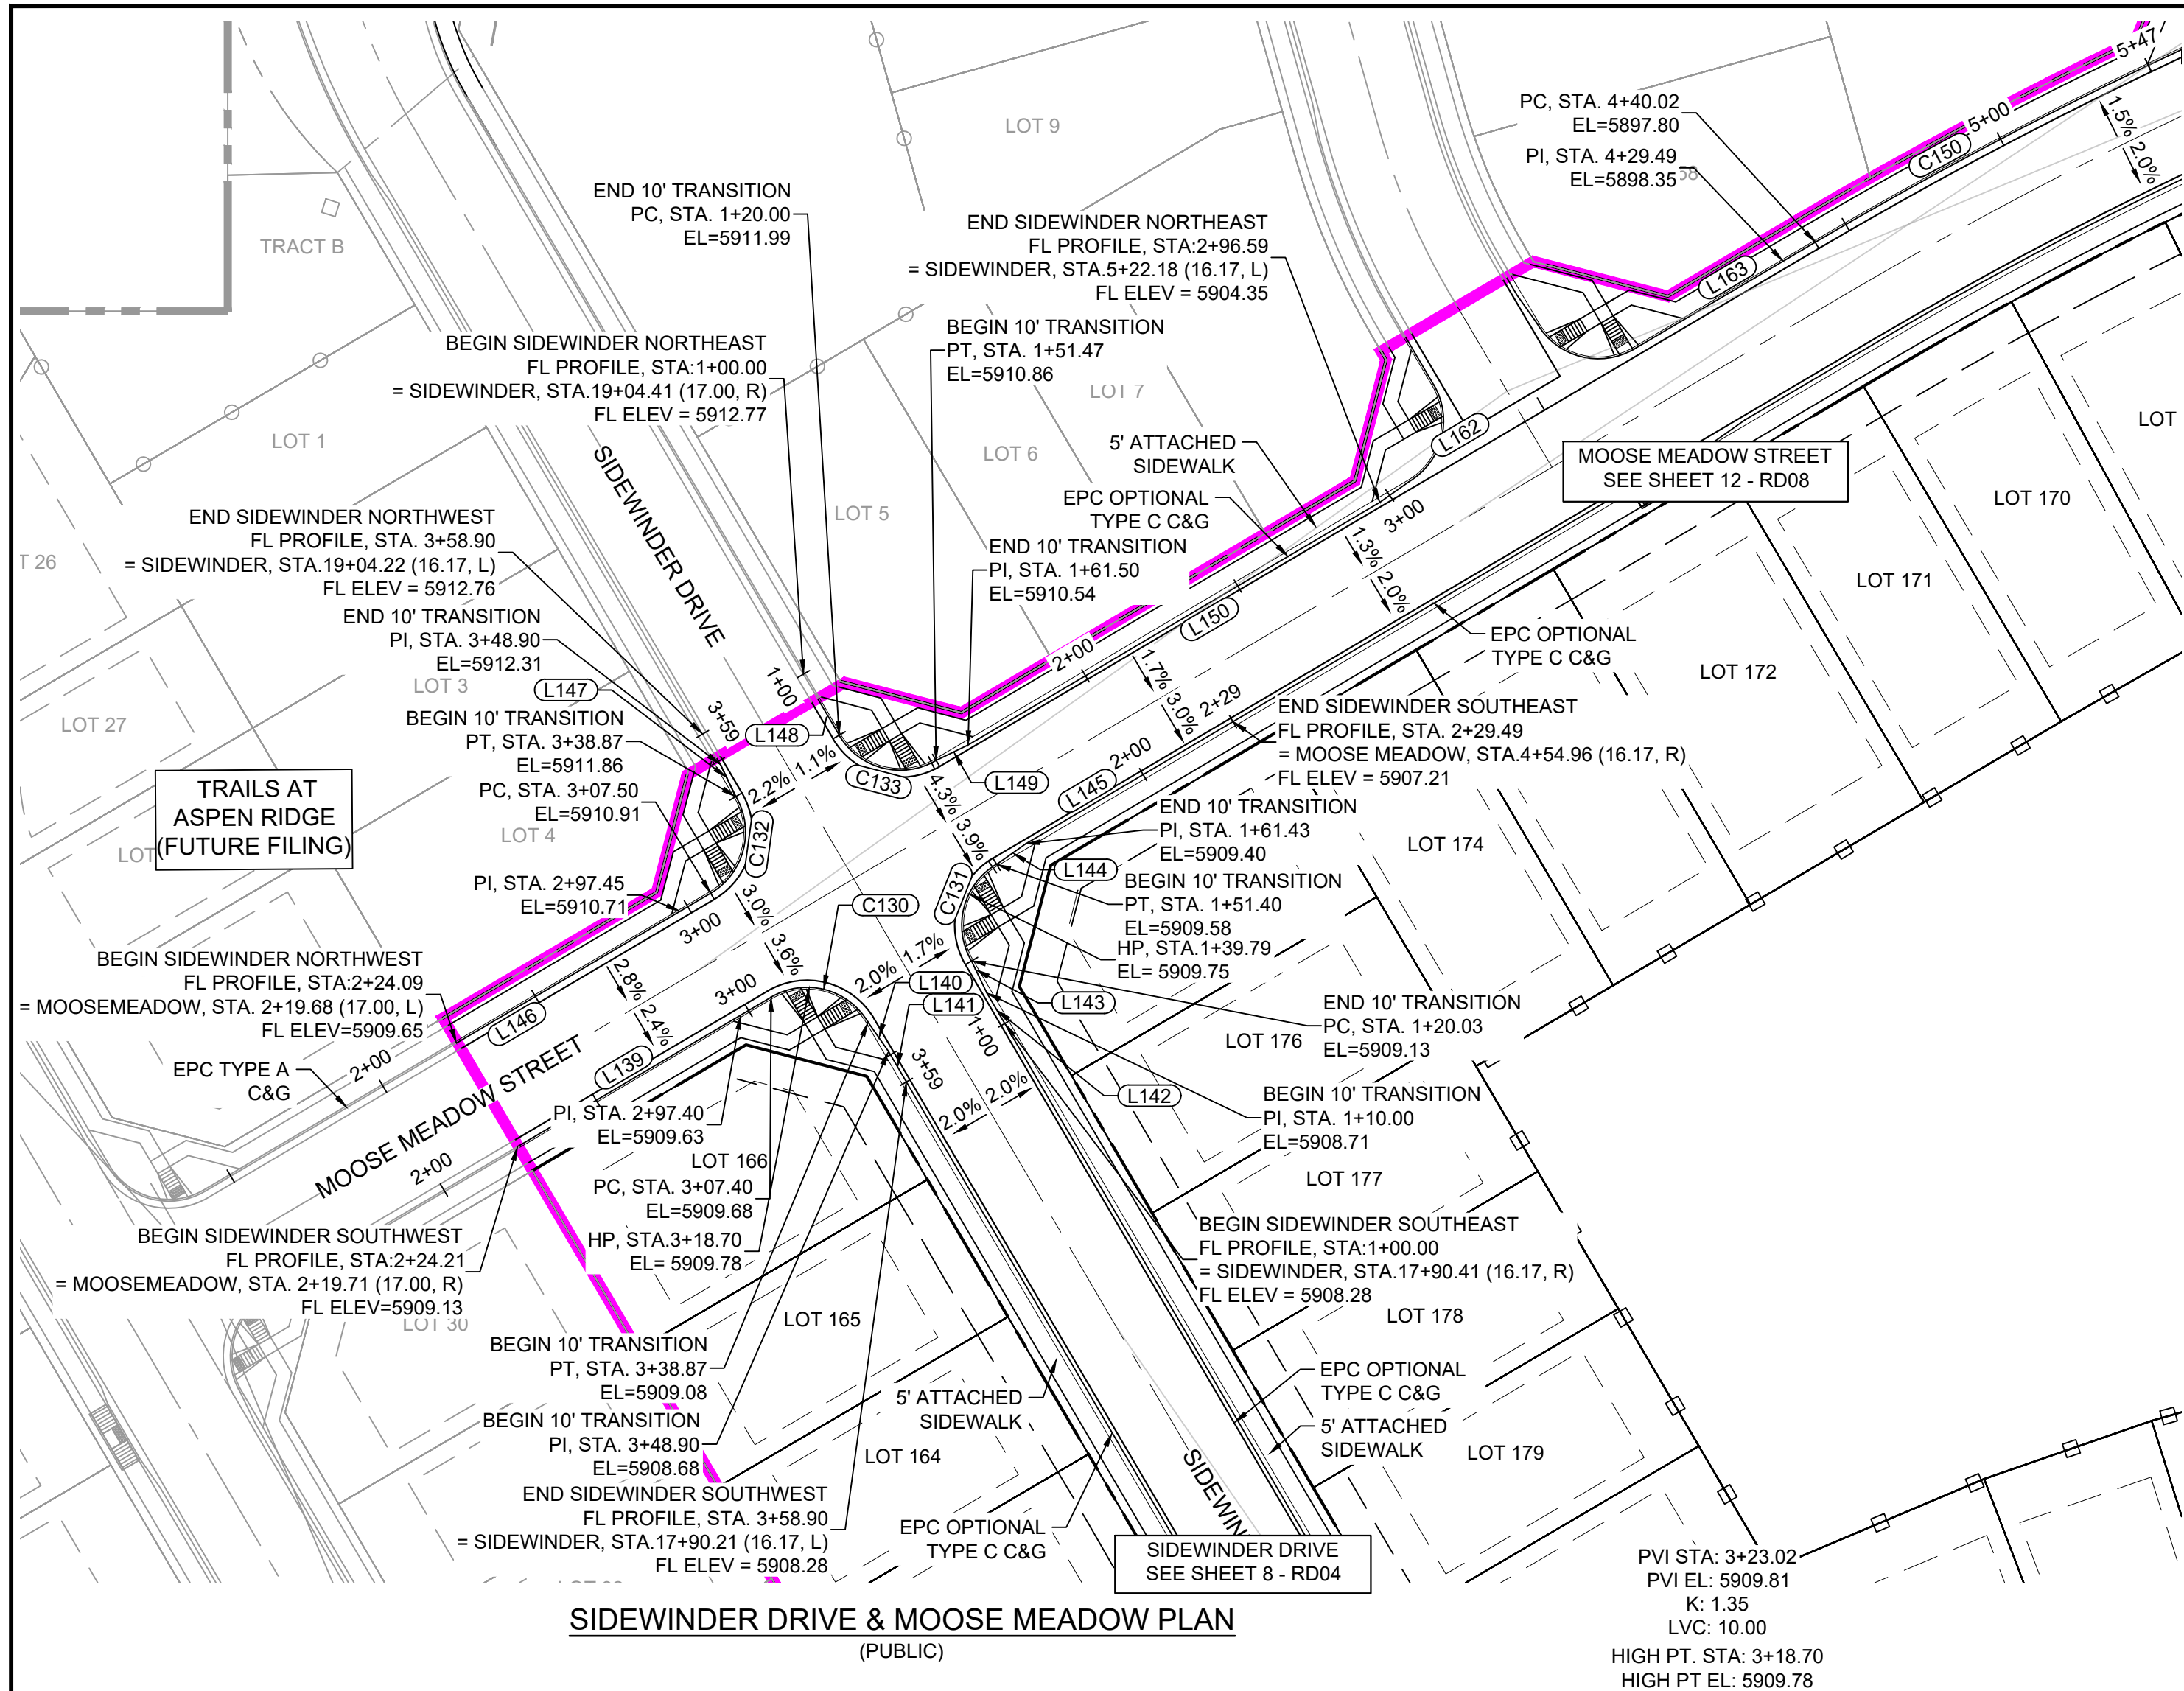 5+47
PC, STA. 4+40.02
EL=5897.80
5+00
1.5% 2.0%
LOT 9
C150
PI, STA. 4+29.49
EL=5898.35
END 10' TRANSITION
PC, STA. 1+20.00
EL=5911.99
END SIDEWINDER NORTHEAST
FL PROFILE, STA:2+96.59
= SIDEWINDER, STA.5+22.18 (16.17, L)
FL ELEV = 5904.35
TRACT B
L163
BEGIN SIDEWINDER NORTHEAST
FL PROFILE, STA:1+00.00
= SIDEWINDER, STA.19+04.41 (17.00, R)
FL ELEV = 5912.77
BEGIN 10' TRANSITION
PT, STA. 1+51.47
EL=5910.86
LOT 7
LOT 1
LOT 6
5' ATTACHED
SIDEWALK
L162
MOOSE MEADOW STREET
SEE SHEET 12 - RD08
LOT
SIDEWINDER DRIVE
LOT 5
EPC OPTIONAL
TYPE C C&G
3+00
LOT 170
END SIDEWINDER NORTHWEST
FL PROFILE, STA. 3+58.90
= SIDEWINDER, STA.19+04.22 (16.17, L)
FL ELEV = 5912.76
T 26
END 10' TRANSITION
PI, STA. 1+61.50
EL=5910.54
1.3% 2.0%
LOT 171
END 10' TRANSITION
PI, STA. 3+48.90
EL=5912.31
L150
EPC OPTIONAL
TYPE C C&G
LOT 3
L147
1+00
2+00
1.7% 3.0%
LOT 172
LOT 27
BEGIN 10' TRANSITION
PT, STA. 3+38.87
EL=5911.86
3+59
L148
2+29
END SIDEWINDER SOUTHEAST
FL PROFILE, STA. 2+29.49
= MOOSE MEADOW, STA.4+54.96 (16.17, R)
FL ELEV = 5907.21
TRAILS AT
ASPEN RIDGE
(FUTURE FILING)
PC, STA. 3+07.50
EL=5910.91
2.2% 1.1%
C133
L149
L145
2+00
LOT
LOT 4
C132
4.3% 3.9%
END 10' TRANSITION
PI, STA. 1+61.43
EL=5909.40
LOT 174
PI, STA. 2+97.45
EL=5910.71
C130
C131
L144
BEGIN 10' TRANSITION
PT, STA. 1+51.40
EL=5909.58
3+00
3.0% 3.6%
HP, STA.1+39.79
EL= 5909.75
BEGIN SIDEWINDER NORTHWEST
FL PROFILE, STA:2+24.09
= MOOSEMEADOW, STA. 2+19.68 (17.00, L)
FL ELEV=5909.65
2.8% 2.4%
3+00
2.0% 1.7%
L140
L141
L143
L146
END 10' TRANSITION
PC, STA. 1+20.03
EL=5909.13
1+00
LOT 176
EPC TYPE A
C&G
2+00
MOOSE MEADOW STREET
L139
3+59
2.0% 2.0%
L142
BEGIN 10' TRANSITION
PI, STA. 1+10.00
EL=5908.71
PI, STA. 2+97.40
EL=5909.63
LOT 166
2+00
LOT 177
PC, STA. 3+07.40
EL=5909.68
BEGIN SIDEWINDER SOUTHEAST
FL PROFILE, STA:1+00.00
= SIDEWINDER, STA.17+90.41 (16.17, R)
FL ELEV = 5908.28
BEGIN SIDEWINDER SOUTHWEST
FL PROFILE, STA:2+24.21
= MOOSEMEADOW, STA. 2+19.71 (17.00, R)
FL ELEV=5909.13
HP, STA.3+18.70
EL= 5909.78
LOT 30
LOT 165
LOT 178
BEGIN 10' TRANSITION
PT, STA. 3+38.87
EL=5909.08
5' ATTACHED
SIDEWALK
EPC OPTIONAL
TYPE C C&G
BEGIN 10' TRANSITION
PI, STA. 3+48.90
EL=5908.68
LOT 164
5' ATTACHED
SIDEWALK
LOT 179
SIDEWIN
END SIDEWINDER SOUTHWEST
FL PROFILE, STA. 3+58.90
= SIDEWINDER, STA.17+90.21 (16.17, L)
FL ELEV = 5908.28
EPC OPTIONAL
TYPE C C&G
SIDEWINDER DRIVE
SEE SHEET 8 - RD04
PVI STA: 3+23.02
PVI EL: 5909.81
K: 1.35
LVC: 10.00
HIGH PT. STA: 3+18.70
HIGH PT EL: 5909.78
SIDEWINDER DRIVE & MOOSE MEADOW PLAN
(PUBLIC)